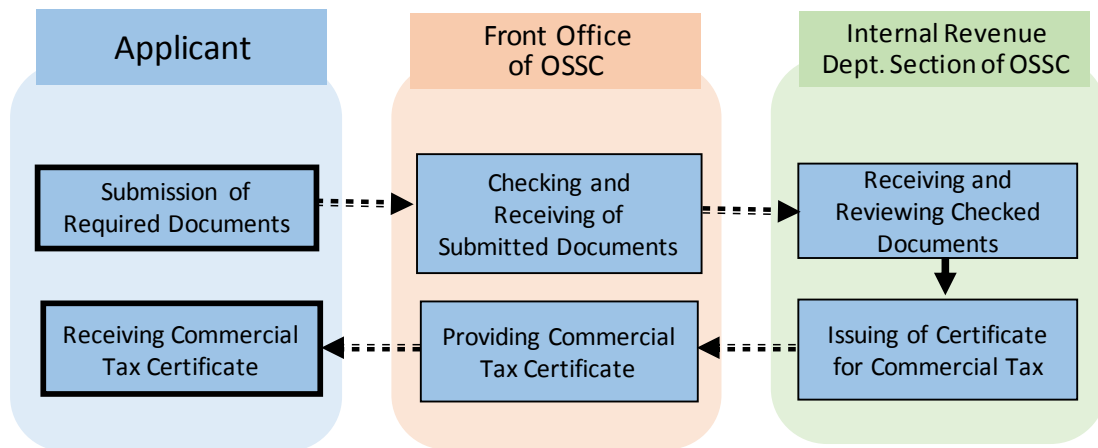 Applicant
Front Office
of OSSC
Internal Revenue
Dept. Section of OSSC
Submission of
Required Documents
Checking and
Receiving of
Submitted Documents
Receiving and
Reviewing Checked
Documents
Receiving Commercial
Tax Certificate
Providing Commercial
Tax Certificate
Issuing of Certificate
for Commercial Tax